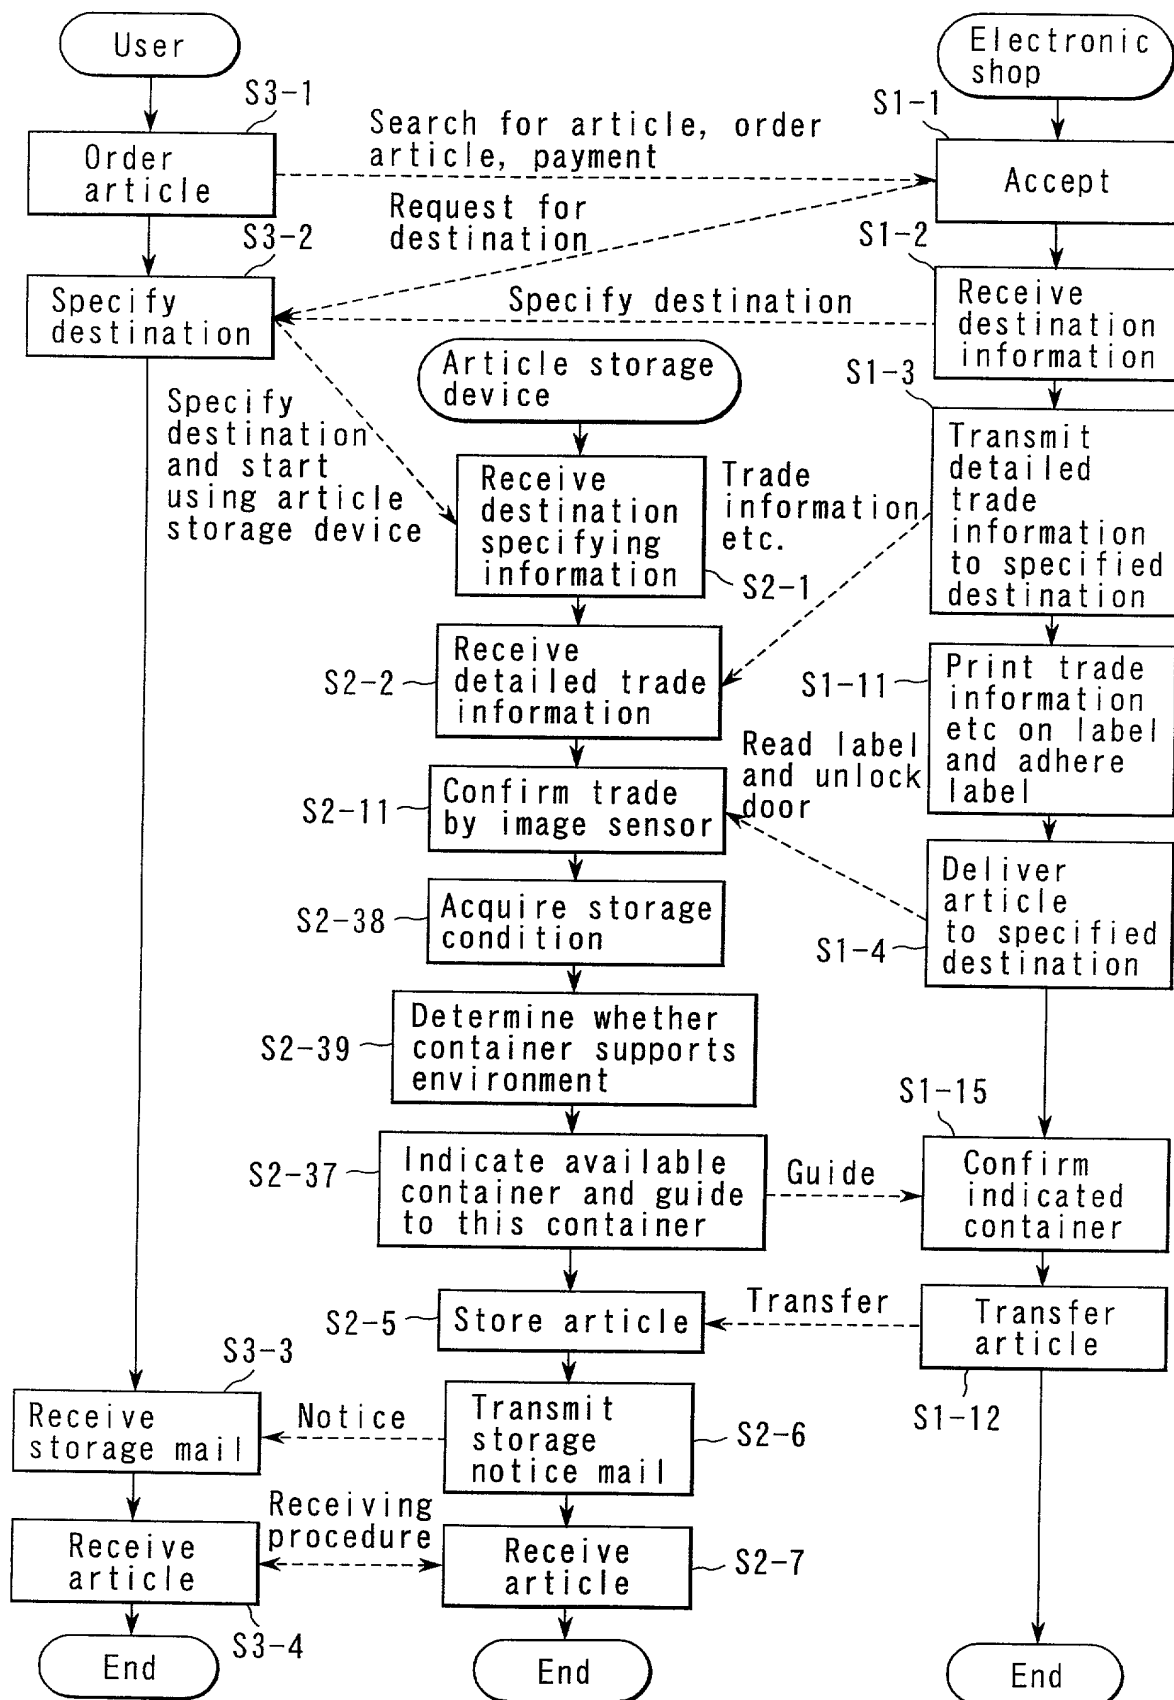 User
Electronic
shop
S3-1
S1-1
Order
article
Search for article, order
article, payment
Accept
Request for
destination
S3-2
S1-2
Specify
destination
Specify destination
Receive
destination
information
Article storage
device
S1-3
Specify
destination
and start
using article
storage device
Receive
destination
specifying
information
S2-1
Trade
information
etc.
Transmit
detailed
trade
information
to specified
destination
S2-2
Receive
detailed trade
information
S1-11
Print trade
information
etc on label
and adhere
label
Read label
and unlock
door
S2-11
Confirm trade
by image sensor
S1-4
Deliver
article
to specified
destination
S2-38
Acquire storage
condition
S2-39
Determine whether
container supports
environment
S1-15
S2-37
Indicate available
container and guide
to this container
Guide
Confirm
indicated
container
S2-5
Store article
Transfer
Transfer
article
S1-12
S3-3
Receive
storage mail
Notice
Transmit
storage
notice mail
S2-6
Receive
article
Receiving
procedure
Receive
article
S2-7
S3-4
End
End
End